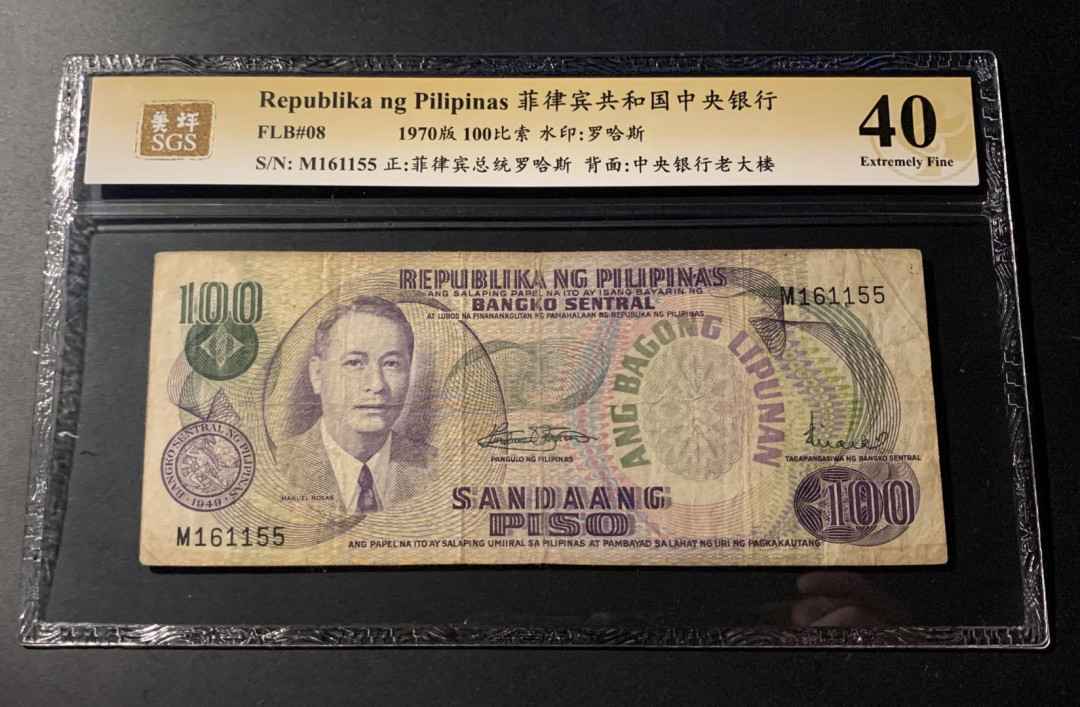 Republika ng Pilipinas 菲律宾共和国中央银行
FLB#08 1970版 100比索 水印:罗哈斯
S/N: M161155 正:菲律宾总统罗哈斯 背面:中央银行老大楼
美祥
SGS
40
Extremely Fine
100
REPUBLIKA NG PILIPINAS
ANG SALAPING PAPEL NA ITO AY ISANG BAYARIN NG
BANGKO SENTRAL
AT LUBOS NA PINANANAGUTAN NG PAMAHALAAN NG REPUBLIKA NG PILIPINAS
M161155
ANG BAGONG LIPUNAN
PANGULO NG PILIPINAS
TAGAPANGASIWA NG BANGKO SENTRAL
BANGKO SENTRAL NG PILIPINAS
1949
MANUEL ROXAS
SANDAANG
PISO
100
M161155
ANG PAPEL NA ITO AY SALAPING UMIIRAL SA PILIPINAS AT PAMBAYAD SA LAHAT NG URI NG PAGKAKAUTANG